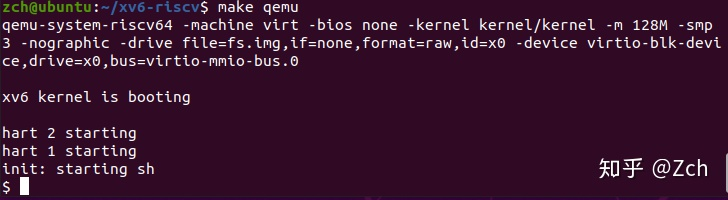 zch@ubuntu:~/xv6-riscv$ make qemu
qemu-system-riscv64 -machine virt -bios none -kernel kernel/kernel -m 128M -smp
3 -nographic -drive file=fs.img,if=none,format=raw,id=x0 -device virtio-blk-devi
ce,drive=x0,bus=virtio-mmio-bus.0
xv6 kernel is booting
hart 2 starting
hart 1 starting
init: starting sh
$
知乎 @Zch